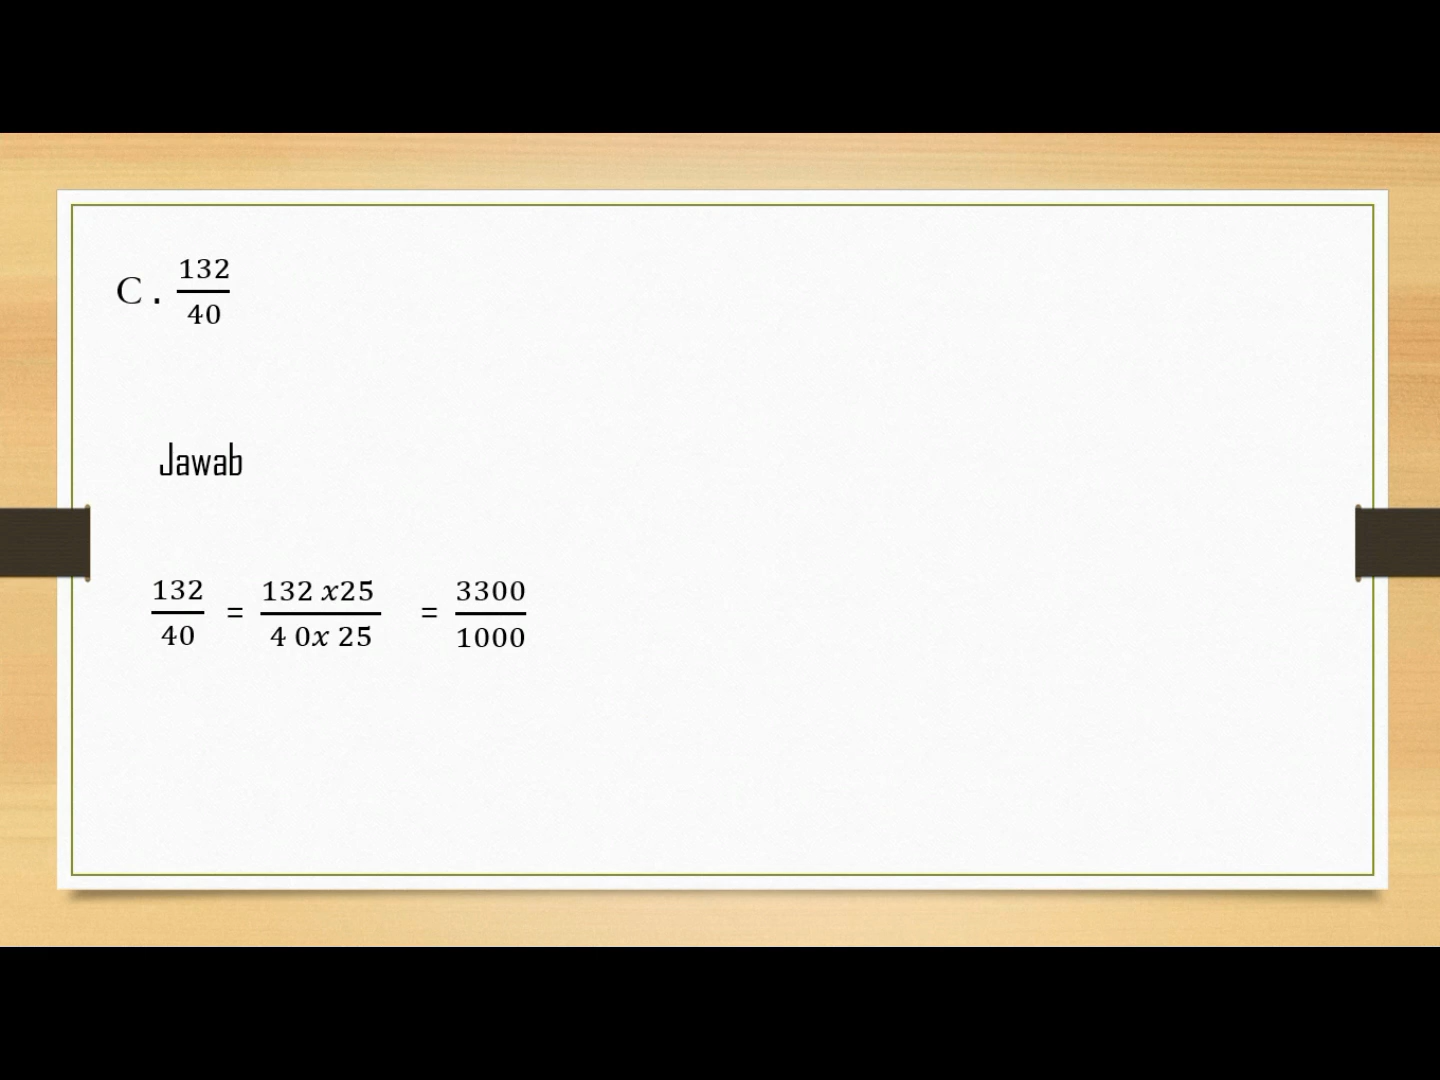 C . 132/40
Jawab
132/40 = 132 x25/4 0x 25 = 3300/1000